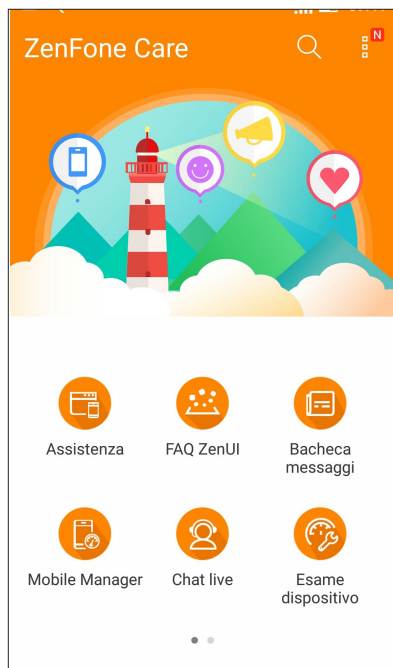 ZenFone Care
N
Assistenza
FAQ ZenUI
Bacheca
messaggi
Mobile Manager
Chat live
Esame
dispositivo